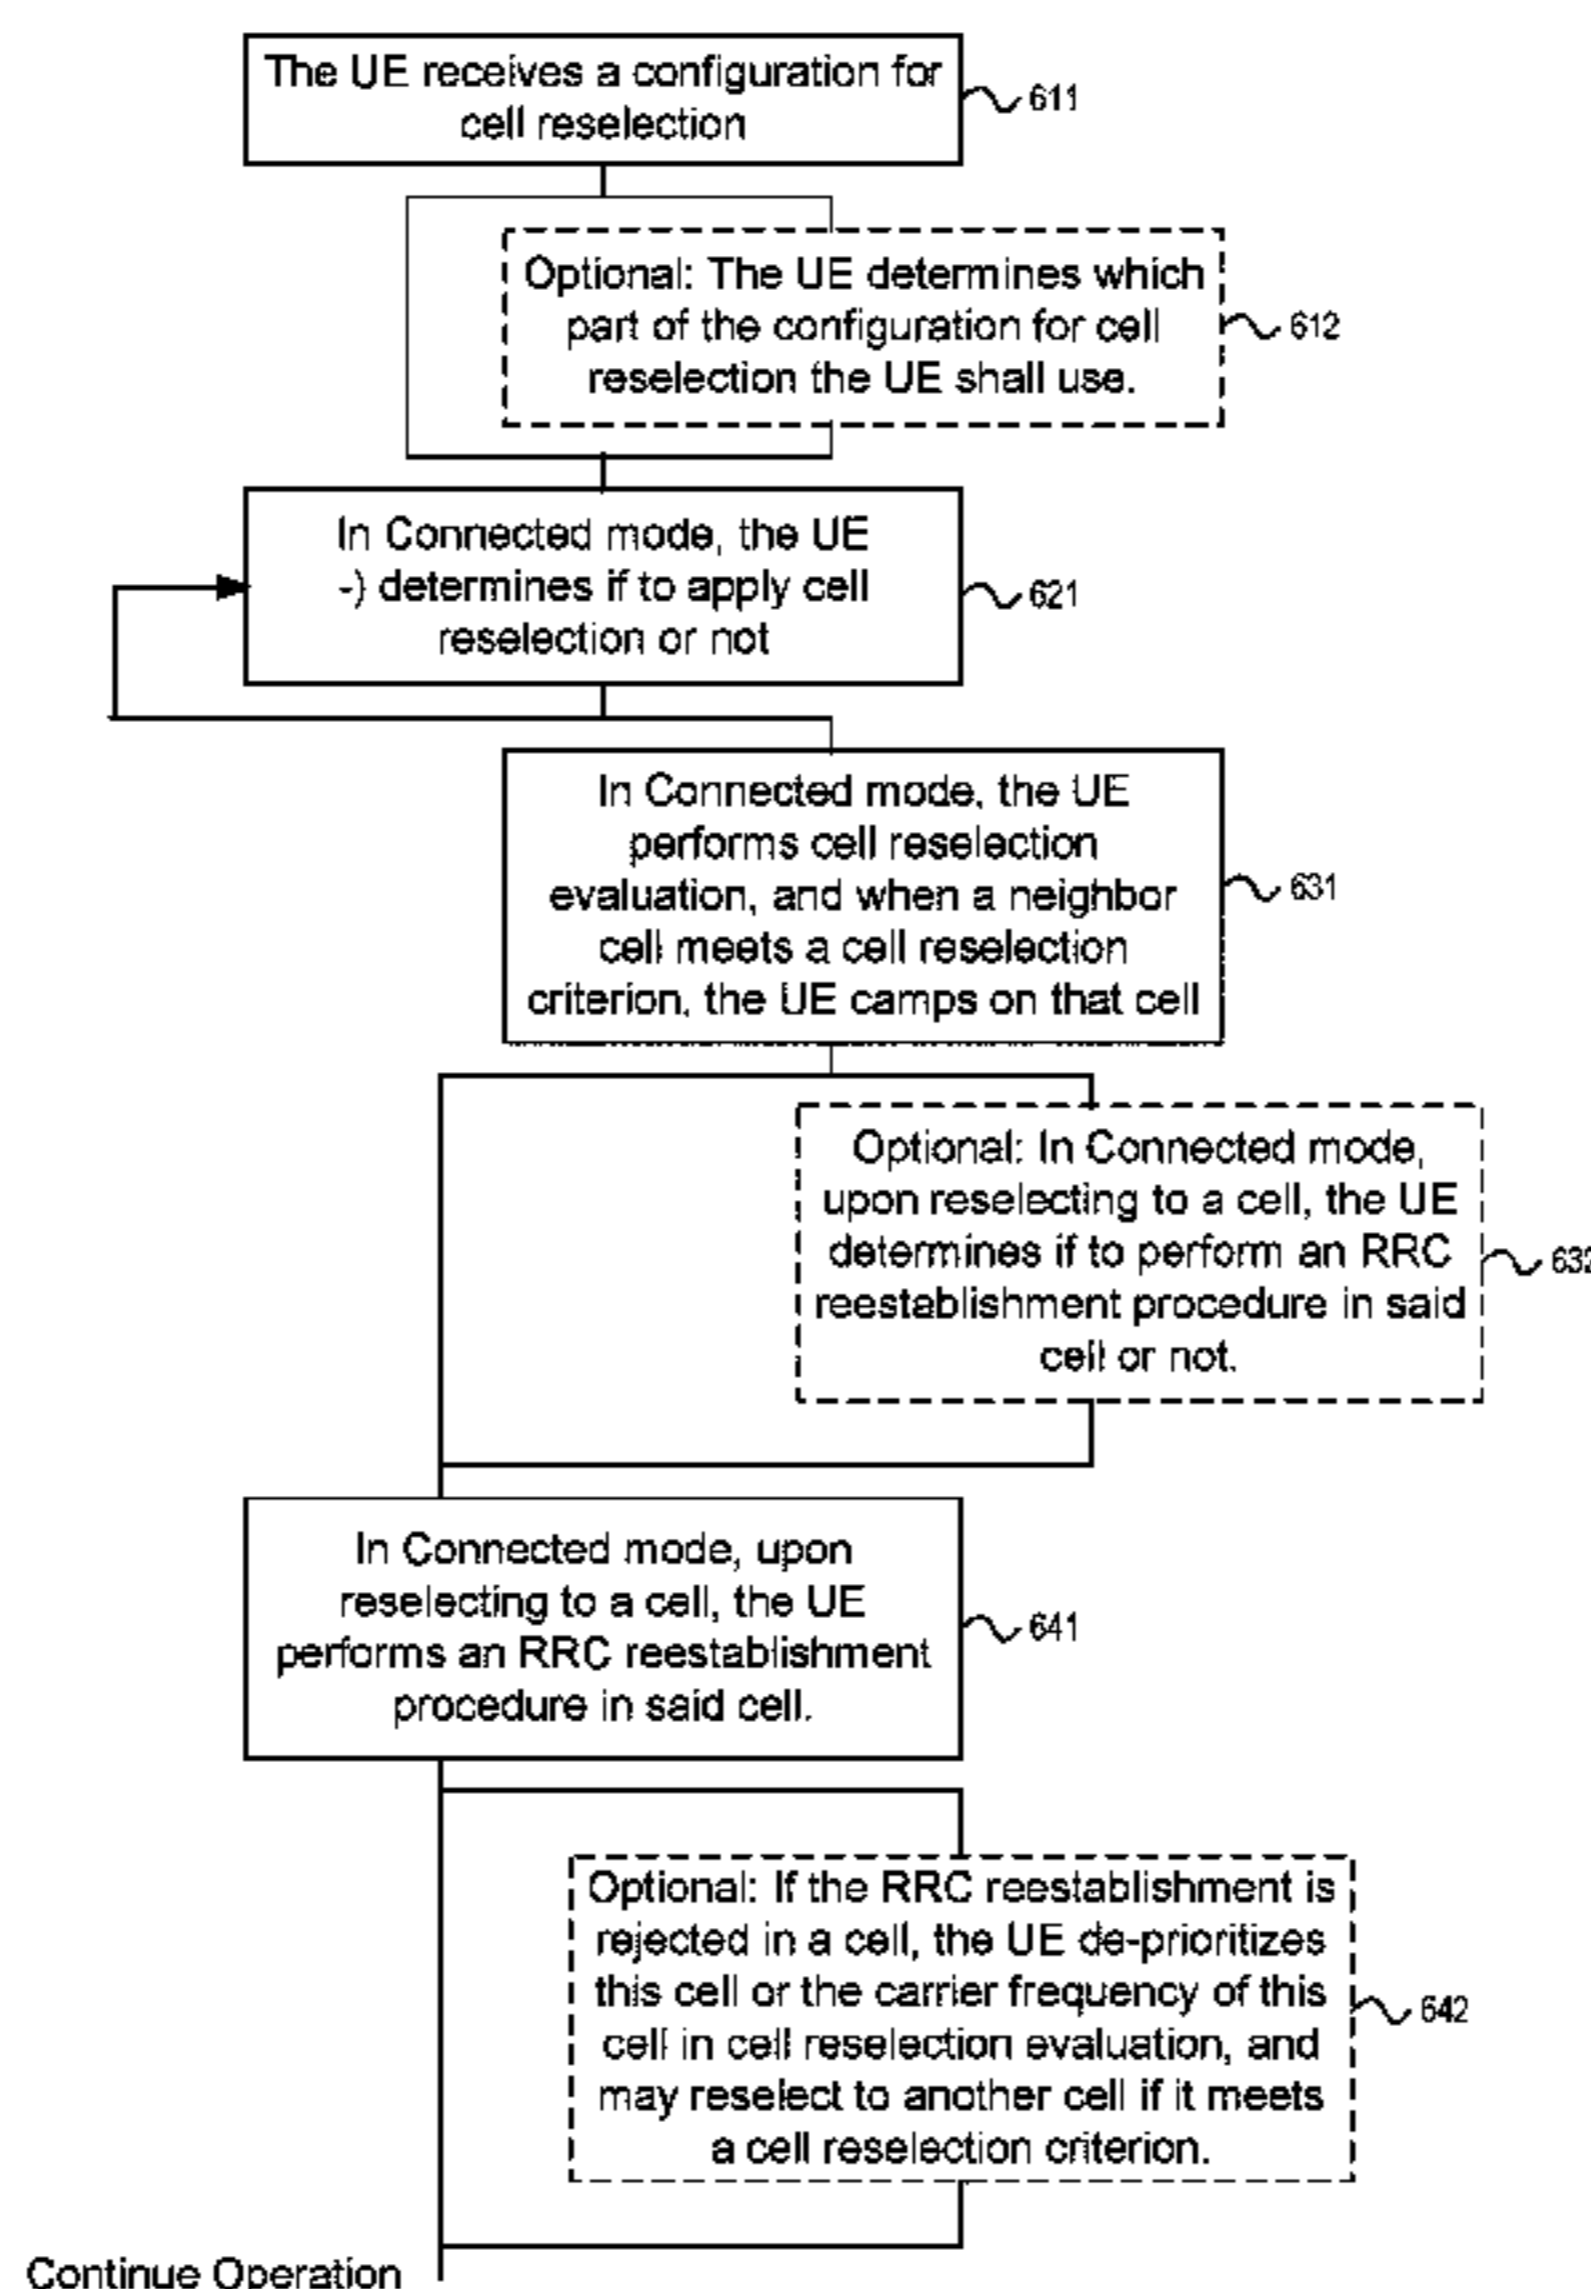 The UE receives a configuration for
cell reselection
611
Optional: The UE determines which
part of the configuration for cell
reselection the UE shall use.
612
In Connected mode, the UE
-) determines if to apply cell
reselection or not
621
In Connected mode, the UE
performs cell reselection
evaluation, and when a neighbor
cell meets a cell reselection
criterion, the UE camps on that cell
631
Optional: In Connected mode,
upon reselecting to a cell, the UE
determines if to perform an RRC
reestablishment procedure in said
cell or not.
632
In Connected mode, upon
reselecting to a cell, the UE
performs an RRC reestablishment
procedure in said cell.
641
Optional: If the RRC reestablishment is
rejected in a cell, the UE de-prioritizes
this cell or the carrier frequency of this
cell in cell reselection evaluation, and
may reselect to another cell if it meets
a cell reselection criterion.
642
Continue Operation